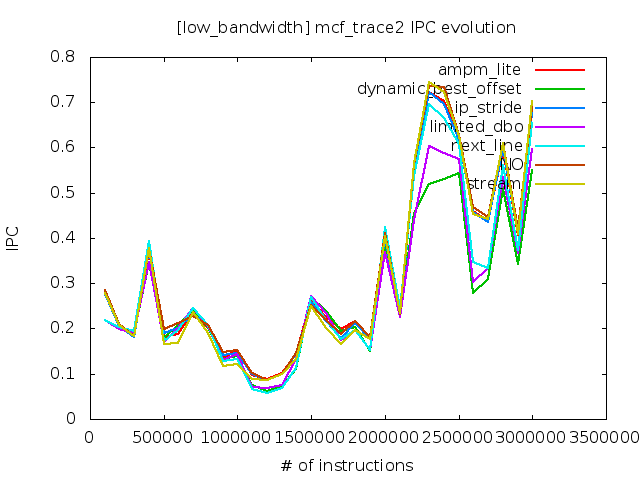 [low_bandwidth] mcf_trace2 IPC evolution
0.8
0.7
0.6
0.5
0.4
0.3
0.2
0.1
0
IPC
ampm_lite
dynamic_best_offset
ip_stride
limited_dbo
next_line
stream
0
500000
1000000
1500000
2000000
2500000
3000000
3500000
# of instructions